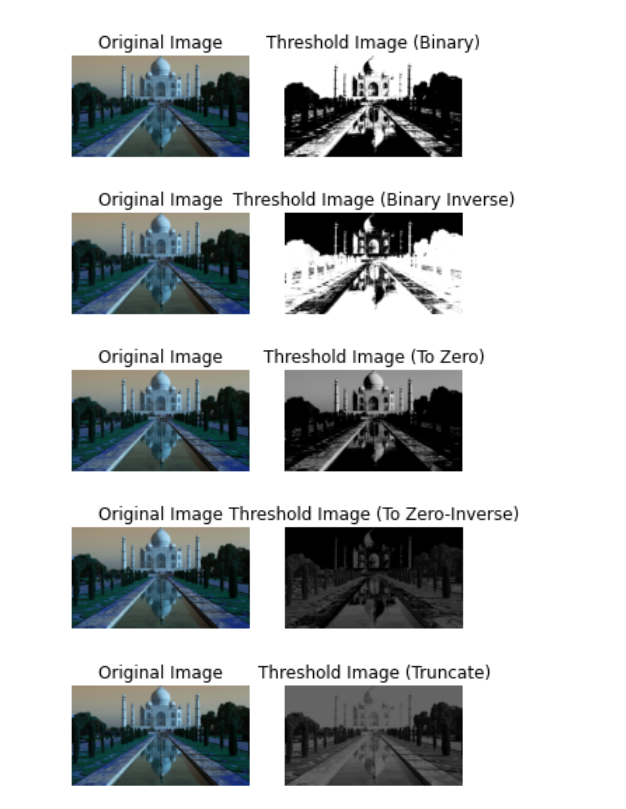 Original Image Threshold Image (Binary)
Original Image Threshold Image (Binary Inverse)
Original Image Threshold Image (To Zero)
Original Image Threshold Image (To Zero-Inverse)
Original Image Threshold Image (Truncate)